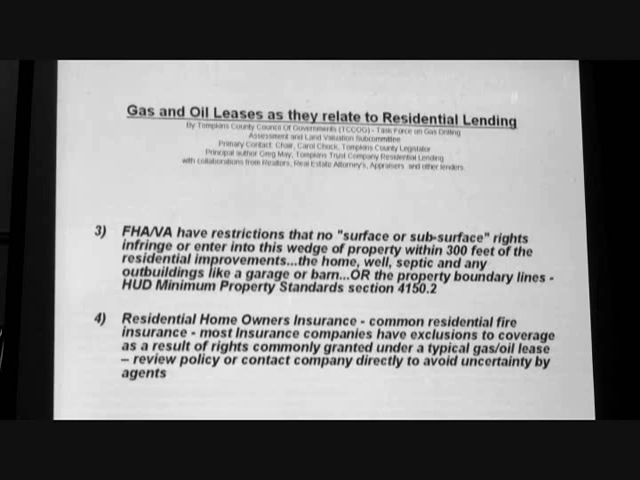 Gas and Oil Leases as they relate to Residential Lending
By Tompkins County Council Of Governments (TCCOG) - Task Force on Gas Drilling
Assessment and Land Valuation Subcommittee
Primary Contact: Chair, Carol Chock, Tompkins County Legislator
Principal author Greg May, Tompkins Trust Company Residential Lending
with collaborations from Realtors, Real Estate Attorney's, Appraisers and other lenders.
3) FHA/VA have restrictions that no "surface or sub-surface" rights
infringe or enter into this wedge of property within 300 feet of the
residential improvements...the home, well, septic and any
outbuildings like a garage or barn...OR the property boundary lines -
HUD Minimum Property Standards section 4150.2
4) Residential Home Owners Insurance - common residential fire
insurance - most Insurance companies have exclusions to coverage
as a result of rights commonly granted under a typical gas/oil lease
– review policy or contact company directly to avoid uncertainty by
agents